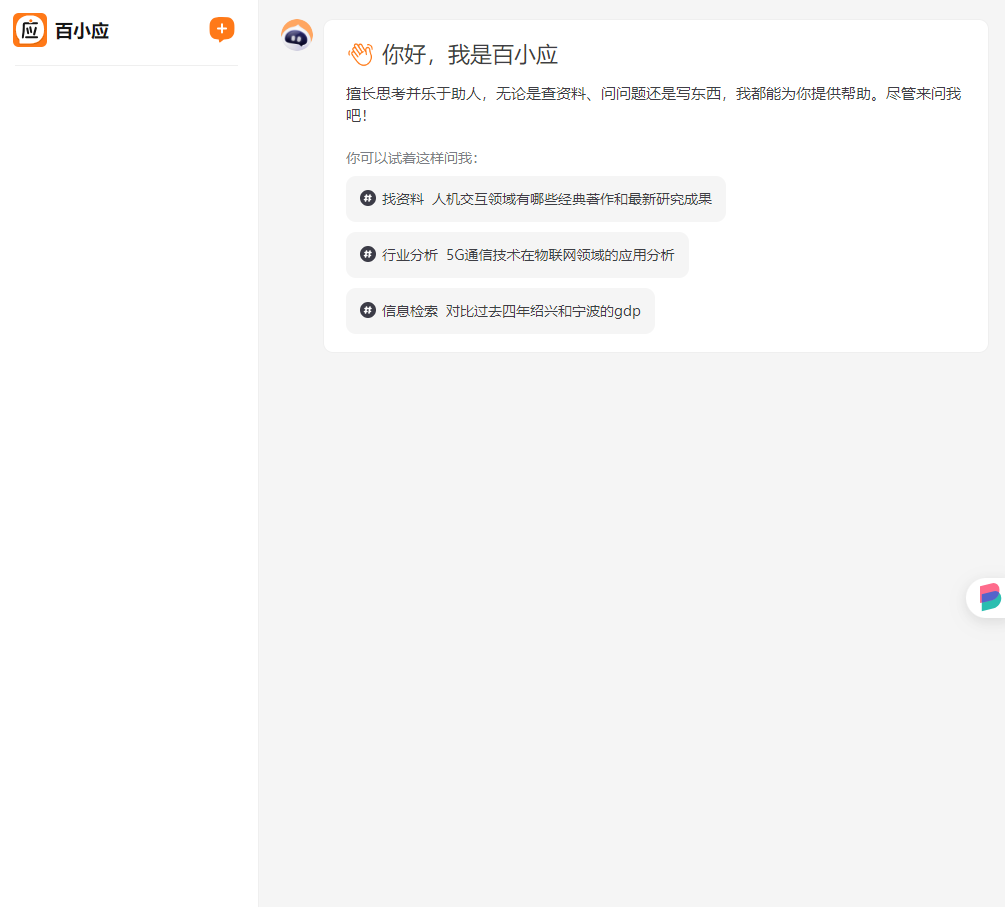 应 百小应
你好，我是百小应
擅长思考并乐于助人，无论是查资料、问问题还是写东西，我都能为你提供帮助。尽管来问我
吧！
你可以试着这样问我：
# 找资料 人机交互领域有哪些经典著作和最新研究成果
# 行业分析 5G通信技术在物联网领域的应用分析
# 信息检索 对比过去四年绍兴和宁波的gdp